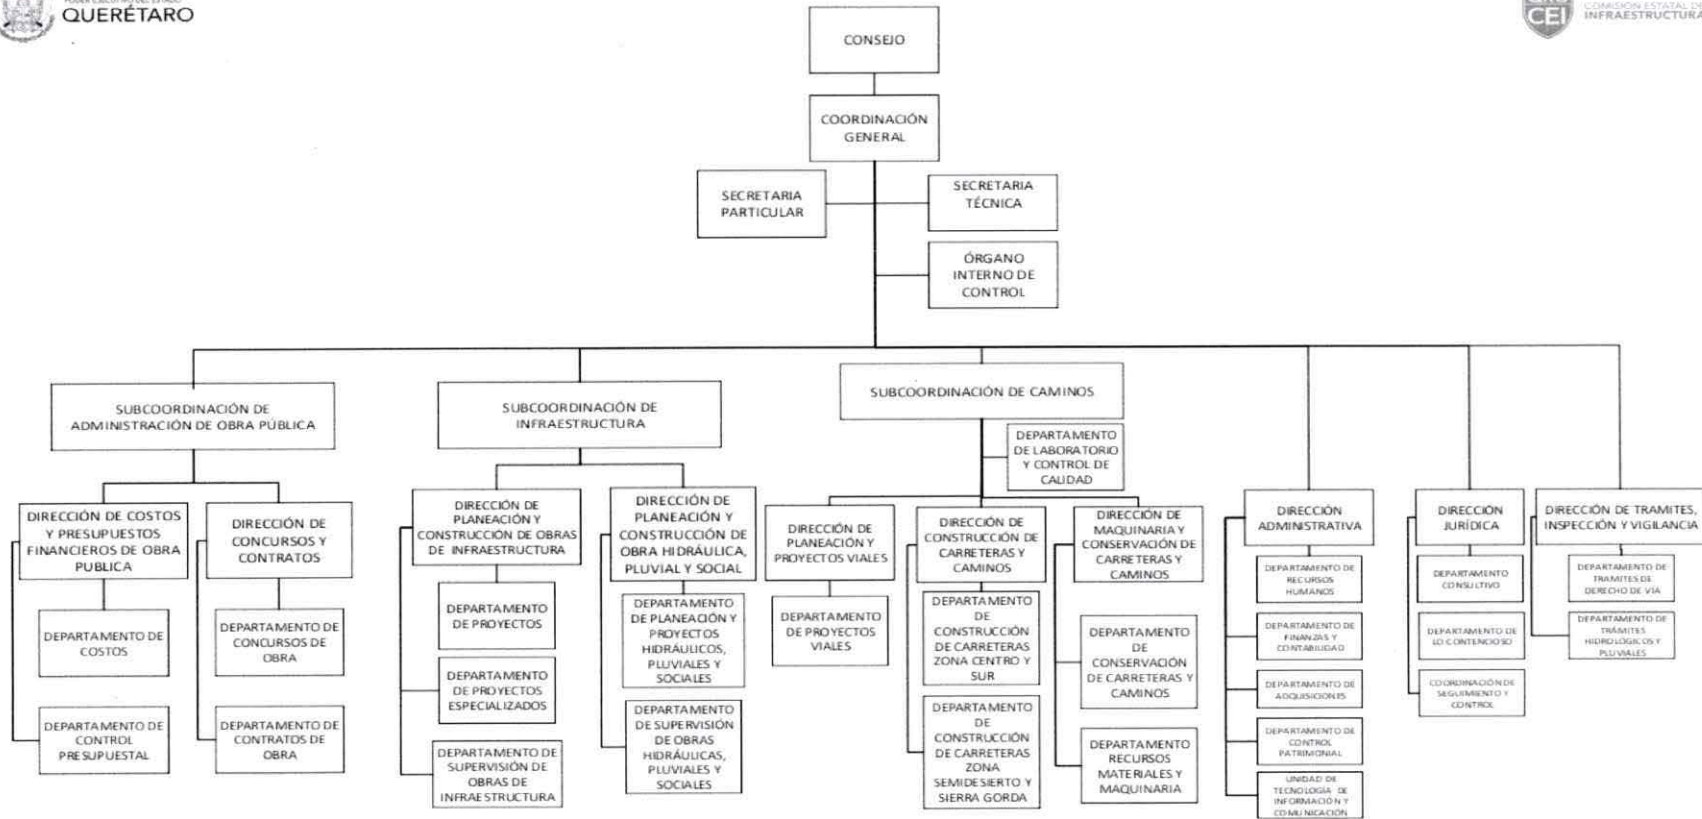 PODER EJECUTIVO DEL ESTADO
QUERÉTARO
CEI
COMISIÓN ESTATAL DE
INFRAESTRUCTURA
CONSEJO
COORDINACIÓN
GENERAL
SECRETARIA
PARTICULAR
SECRETARIA
TÉCNICA
ÓRGANO
INTERNO DE
CONTROL
SUBCOORDINACIÓN DE
ADMINISTRACIÓN DE OBRA PÚBLICA
SUBCOORDINACIÓN DE
INFRAESTRUCTURA
SUBCOORDINACIÓN DE CAMINOS
DEPARTAMENTO
DE LABORATORIO
Y CONTROL DE
CALIDAD
DIRECCIÓN DE COSTOS
Y PRESUPUESTOS
FINANCIEROS DE OBRA
PUBLICA
DIRECCIÓN DE
CONCURSOS Y
CONTRATOS
DIRECCIÓN DE
PLANEACIÓN Y
CONSTRUCCIÓN DE OBRAS
DE INFRAESTRUCTURA
DIRECCIÓN DE
PLANEACIÓN Y
CONSTRUCCIÓN DE
OBRA HIDRÁULICA,
PLUVIAL Y SOCIAL
DIRECCIÓN DE
PLANEACIÓN Y
PROYECTOS VIALES
DIRECCIÓN DE
CONSTRUCCIÓN DE
CARRETERAS Y
CAMINOS
DIRECCIÓN DE
MAQUINARIA Y
CONSERVACIÓN DE
CARRETERAS Y
CAMINOS
DIRECCIÓN
ADMINISTRATIVA
DIRECCIÓN
JURÍDICA
DIRECCIÓN DE TRAMITES,
INSPECCIÓN Y VIGILANCIA
DEPARTAMENTO DE
COSTOS
DEPARTAMENTO DE
CONTROL
PRESUPUESTAL
DEPARTAMENTO DE
CONCURSOS DE
OBRA
DEPARTAMENTO DE
CONTRATOS DE
OBRA
DEPARTAMENTO
DE PROYECTOS
DEPARTAMENTO
DE PROYECTOS
ESPECIALIZADOS
DEPARTAMENTO DE
SUPERVISIÓN DE
OBRAS DE
INFRAESTRUCTURA
DEPARTAMENTO
DE PLANEACIÓN Y
PROYECTOS
HIDRÁULICOS,
PLUVIALES Y
SOCIALES
DEPARTAMENTO
DE SUPERVISIÓN
DE OBRAS
HIDRÁULICAS,
PLUVIALES Y
SOCIALES
DEPARTAMENTO
DE PROYECTOS
VIALES
DEPARTAMENTO
DE
CONSTRUCCIÓN
DE CARRETERAS
ZONA CENTRO Y
SUR
DEPARTAMENTO
DE
CONSTRUCCIÓN
DE CARRETERAS
ZONA
SEMIDESIERTO Y
SIERRA GORDA
DEPARTAMENTO
DE
CONSERVACIÓN
DE CARRETERAS Y
CAMINOS
DEPARTAMENTO
RECURSOS
MATERIALES Y
MAQUINARIA
DEPARTAMENTO DE
RECURSOS
HUMANOS
DEPARTAMENTO DE
FINANZAS Y
CONTABILIDAD
DEPARTAMENTO DE
ADQUISICIONES
DEPARTAMENTO DE
CONTROL
PATRIMONIAL
UNIDAD DE
TECNOLOGÍA DE
INFORMACIÓN Y
COMUNICACIÓN
DEPARTAMENTO
CONSULTIVO
DEPARTAMENTO DE
LO CONTENCIOSO
COORDINACIÓN DE
SEGUIMIENTO Y
CONTROL
DEPARTAMENTO DE
TRAMITES DE
DERECHO DE VIA
DEPARTAMENTO DE
TRÁMITES
HIDROLÓGICOS Y
PLUVIALES